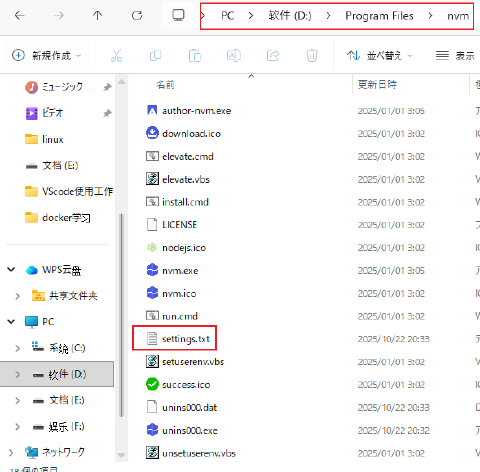 PC > 软件 (D:) > Program Files > nvm
新規作成 並べ替え 表示
名前 更新日時
ミュージック
ビデオ
linux
文档 (E:)
VScode使用工作
docker学习
WPS云盘
共享文件夹
PC
系统 (C:)
软件 (D:)
文档 (E:)
娱乐 (F:)
ネットワーク
author-nvm.exe 2025/01/01 3:05
download.ico 2025/01/01 3:02
elevate.cmd 2025/01/01 3:02
elevate.vbs 2025/01/01 3:02
install.cmd 2025/01/01 3:02
LICENSE 2025/01/01 3:02
nodejs.ico 2025/01/01 3:02
nvm.exe 2025/01/01 3:05
nvm.ico 2025/01/01 3:02
run.cmd 2025/01/01 3:02
settings.txt 2025/10/22 20:33
setuserenv.vbs 2025/01/01 3:02
success.ico 2025/01/01 3:02
unins000.dat 2025/10/22 20:33
unins000.exe 2025/10/22 20:32
unsetuserenv.vbs 2025/01/01 3:02